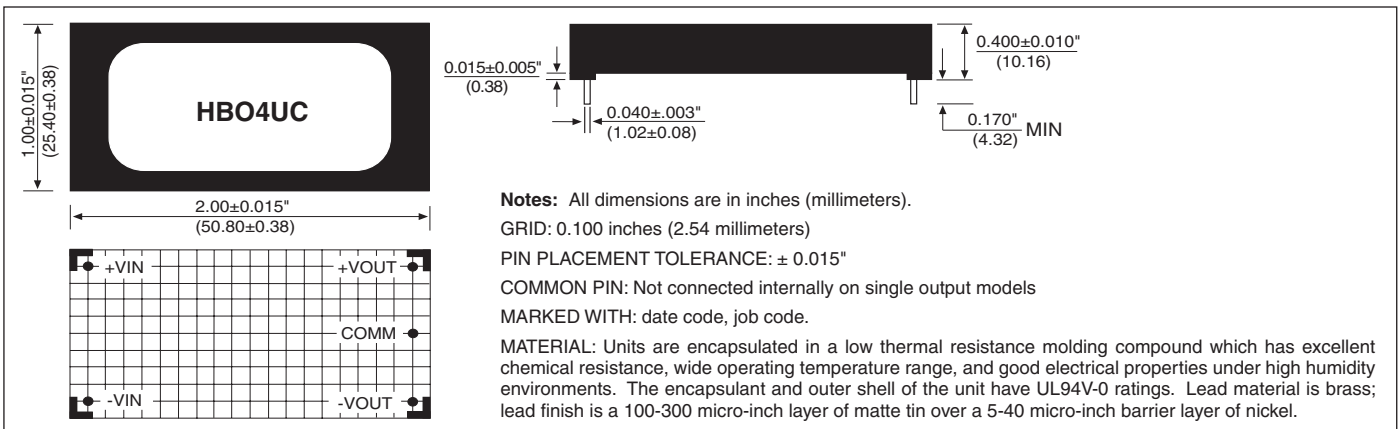 HBO4UC
1.00±0.015"
(25.40±0.38)
2.00±0.015"
(50.80±0.38)
0.015±0.005"
(0.38)
0.040±.003"
(1.02±0.08)
0.400±0.010"
(10.16)
0.170"
(4.32)
MIN
+VIN
+VOUT
COMM
-VIN
-VOUT
Notes: All dimensions are in inches (millimeters).
GRID: 0.100 inches (2.54 millimeters)
PIN PLACEMENT TOLERANCE: ± 0.015"
COMMON PIN: Not connected internally on single output models
MARKED WITH: date code, job code.
MATERIAL: Units are encapsulated in a low thermal resistance molding compound which has excellent
chemical resistance, wide operating temperature range, and good electrical properties under high humidity
environments. The encapsulant and outer shell of the unit have UL94V-0 ratings. Lead material is brass;
lead finish is a 100-300 micro-inch layer of matte tin over a 5-40 micro-inch barrier layer of nickel.